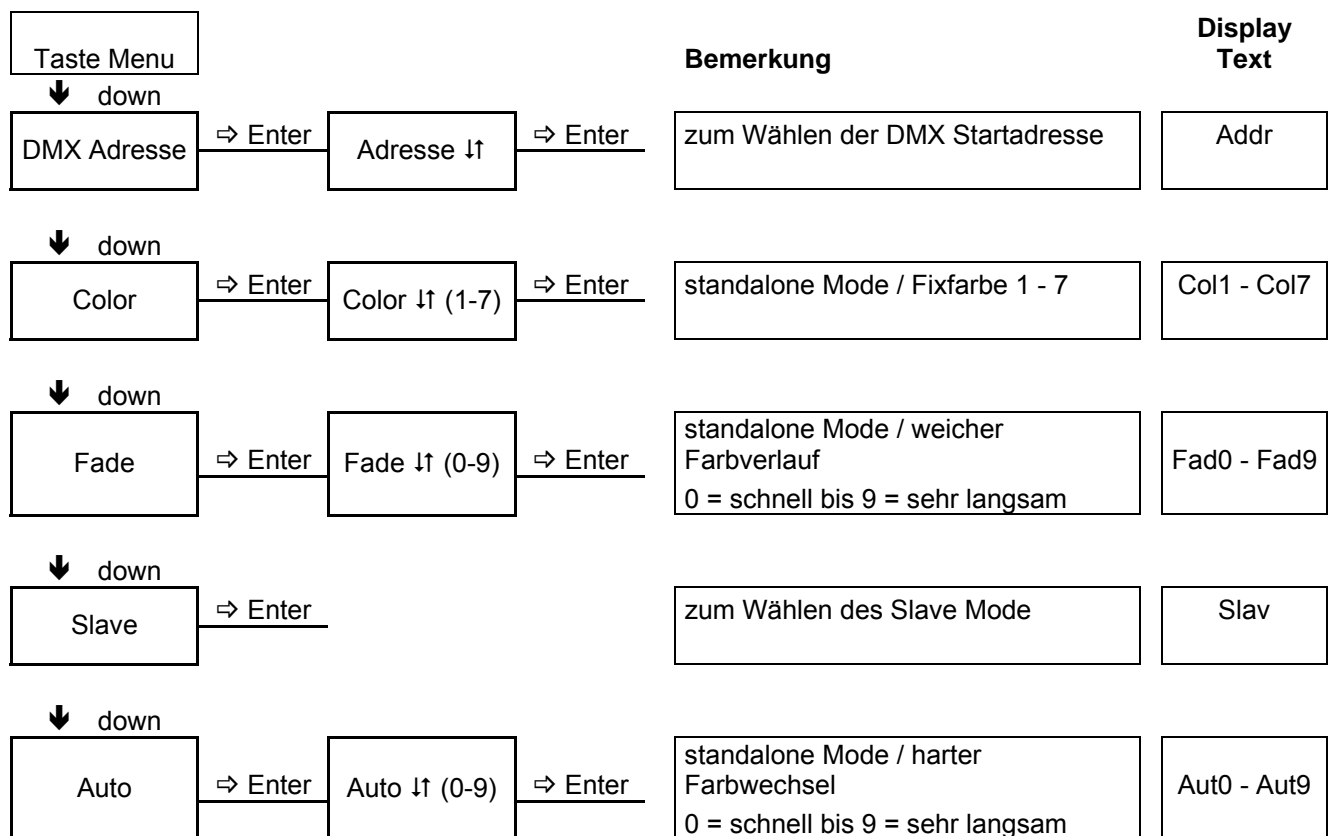 Display
Taste Menu Bemerkung Text
🡻 down
DMX Adresse ⇨ Enter Adresse ↓↑ ⇨ Enter zum Wählen der DMX Startadresse Addr
🡻 down
Color ⇨ Enter Color ↓↑ (1-7) ⇨ Enter standalone Mode / Fixfarbe 1 - 7 Col1 - Col7
🡻 down
Fade ⇨ Enter Fade ↓↑ (0-9) ⇨ Enter standalone Mode / weicher
Farbverlauf Fad0 - Fad9
0 = schnell bis 9 = sehr langsam
🡻 down
Slave ⇨ Enter zum Wählen des Slave Mode Slav
🡻 down
Auto ⇨ Enter Auto ↓↑ (0-9) ⇨ Enter standalone Mode / harter
Farbwechsel Aut0 - Aut9
0 = schnell bis 9 = sehr langsam